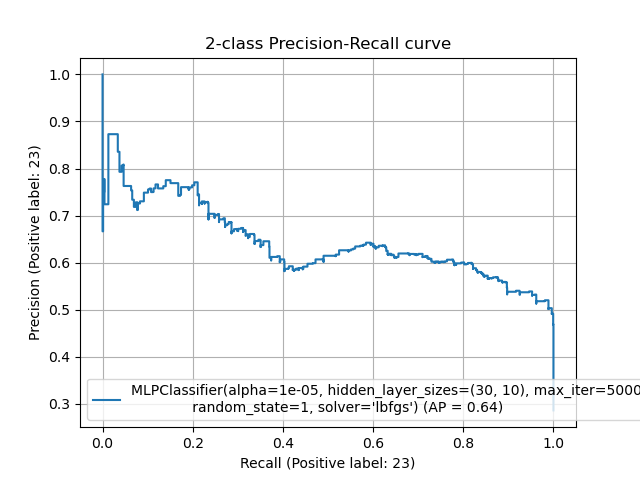 2-class Precision-Recall curve
1.0
0.9
0.8
0.7
0.6
0.5
0.4
0.3
Precision (Positive label: 23)
MLPClassifier(alpha=1e-05, hidden_layer_sizes=(30, 10), max_iter=5000
random_state=1, solver='lbfgs') (AP = 0.64)
0.0 0.2 0.4 0.6 0.8 1.0
Recall (Positive label: 23)